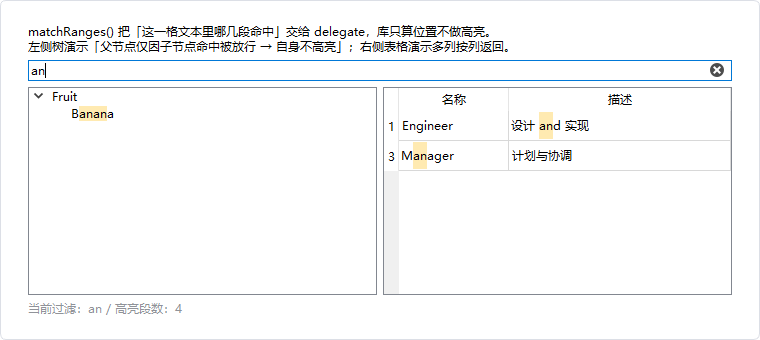 matchRanges() 把「这一格文本里哪几段命中」交给 delegate，库只算位置不做高亮。
左侧树演示「父节点仅因子节点命中被放行 → 自身不高亮」；右侧表格演示多列按列返回。
an
Fruit
Banana
名称 描述
1 Engineer 设计 and 实现
3 Manager 计划与协调
当前过滤：an / 高亮段数：4